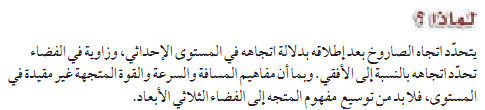 لماذا ؟
يتحدّد اتجاه الصاروخ بعد إطلاقه بدلالة اتجاهه في المستوى الإحداثي، وزاوية في الفضاء
تحدّد اتجاهه بالنسبة إلى الأفقي. وبما أن مفاهيم المسافة والسرعة والقوة المتجهة غير مقيدة في
المستوى، فلا بد من توسيع مفهوم المتجه إلى الفضاء الثلاثي الأبعاد.